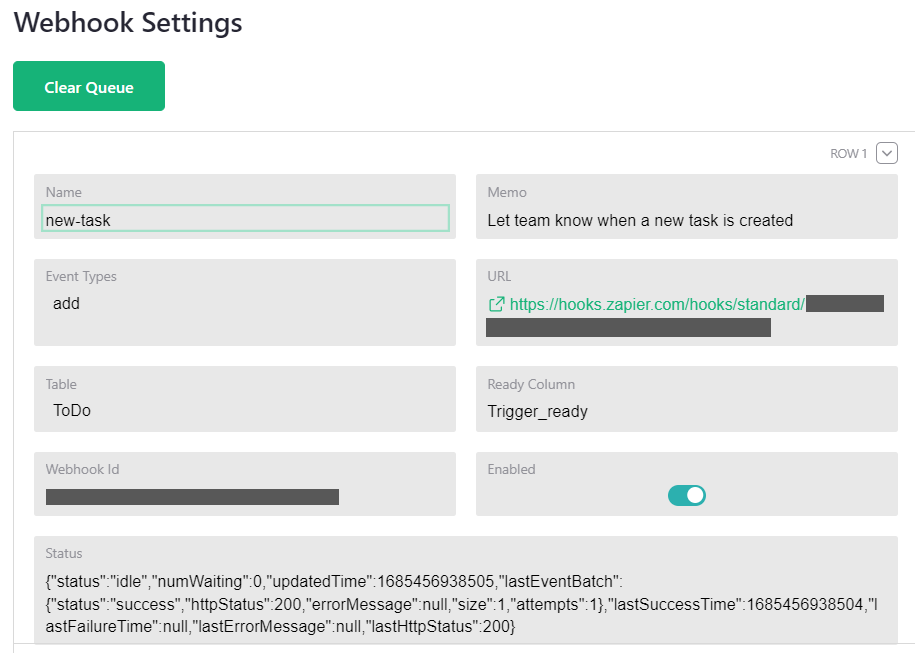 Webhook Settings
Clear Queue
ROW 1
Name
new-task
Memo
Let team know when a new task is created
Event Types
add
URL
https://hooks.zapier.com/hooks/standard/
Table
ToDo
Ready Column
Trigger_ready
Webhook Id
Enabled
Status
{"status":"idle","numWaiting":0,"updatedTime":1685456938505,"lastEventBatch":
{"status":"success","httpStatus":200,"errorMessage":null,"size":1,"attempts":1},"lastSuccessTime":1685456938504,"l
astFailureTime":null,"lastErrorMessage":null,"lastHttpStatus":200}